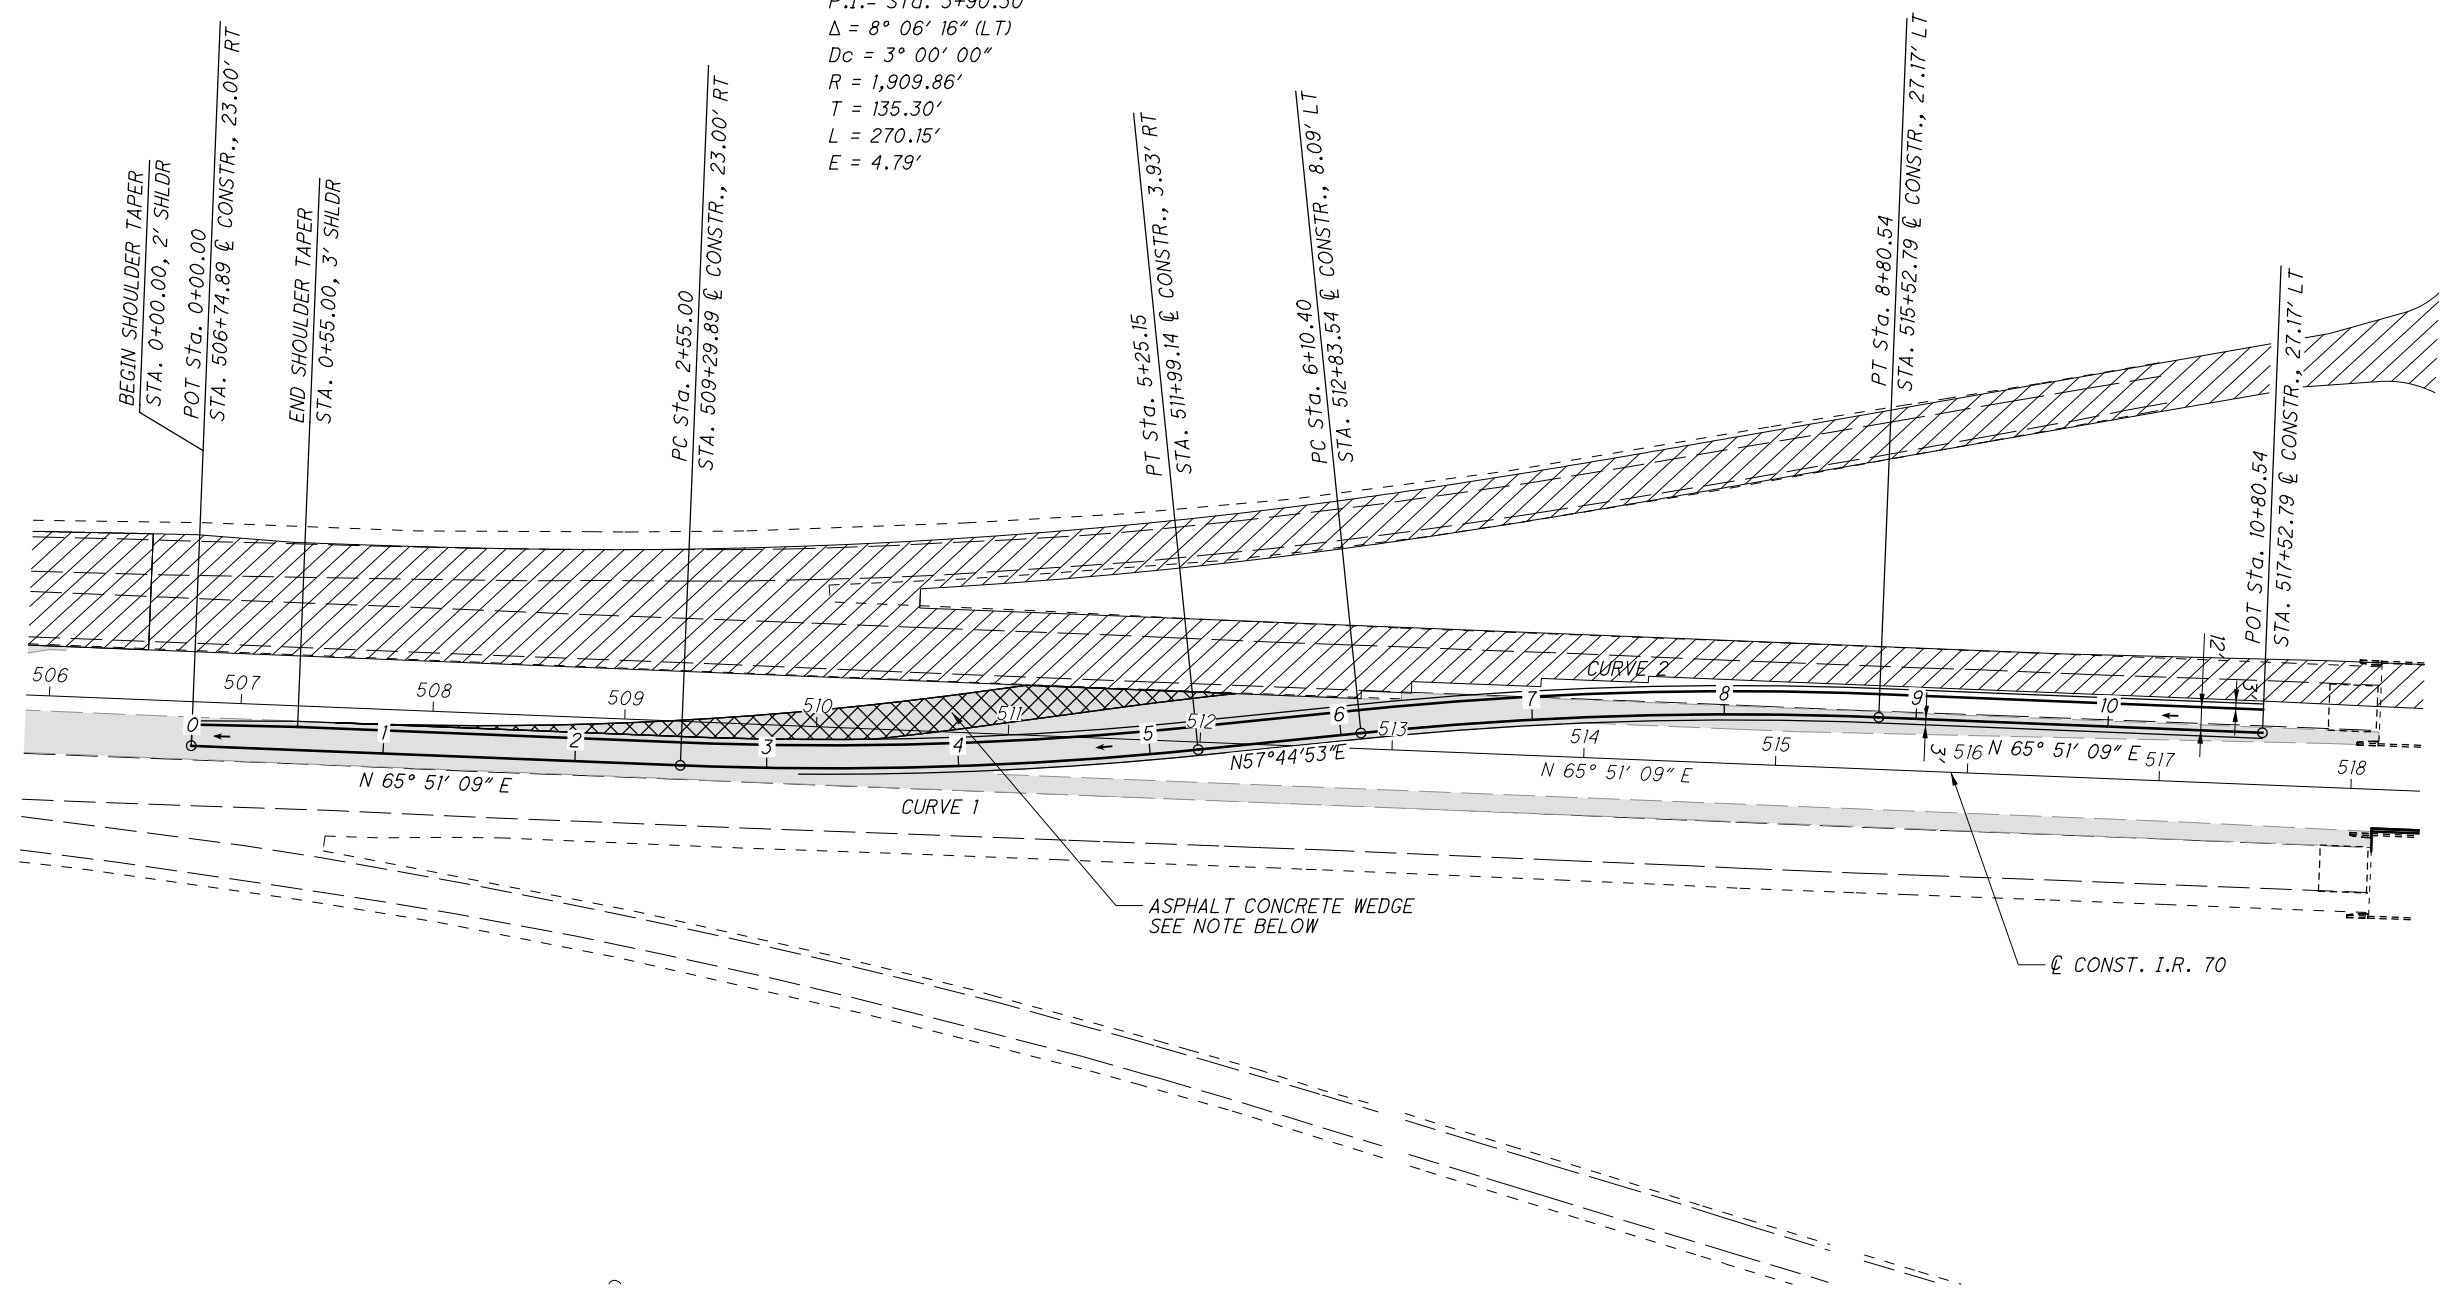 P.I.= Sta. 3+90.30
Δ = 8° 06′ 16″ (LT)
Dc = 3° 00′ 00″
R = 1,909.86′
T = 135.30′
L = 270.15′
E = 4.79′
BEGIN SHOULDER TAPER
STA. 0+00.00, 2′ SHLDR
POT Sta. 0+00.00
STA. 506+74.89 ℄ CONSTR., 23.00′ RT
END SHOULDER TAPER
STA. 0+55.00, 3′ SHLDR
PC Sta. 2+55.00
STA. 509+29.89 ℄ CONSTR., 23.00′ RT
PT Sta. 5+25.15
STA. 511+99.14 ℄ CONSTR., 3.93′ RT
PC Sta. 6+10.40
STA. 512+83.54 ℄ CONSTR., 8.09′ LT
PT Sta. 8+80.54
STA. 515+52.79 ℄ CONSTR., 27.17′ LT
POT Sta. 10+80.54
STA. 517+52.79 ℄ CONSTR., 27.17′ LT
12′
3′
3′
CURVE 2
506
507
508
509
510
511
512
513
514
515
516
517
518
0
1
2
3
4
5
6
7
8
9
10
N 65° 51′ 09″ E
N57°44′53″E
N 65° 51′ 09″ E
N 65° 51′ 09″ E
CURVE 1
ASPHALT CONCRETE WEDGE
SEE NOTE BELOW
℄ CONST. I.R. 70